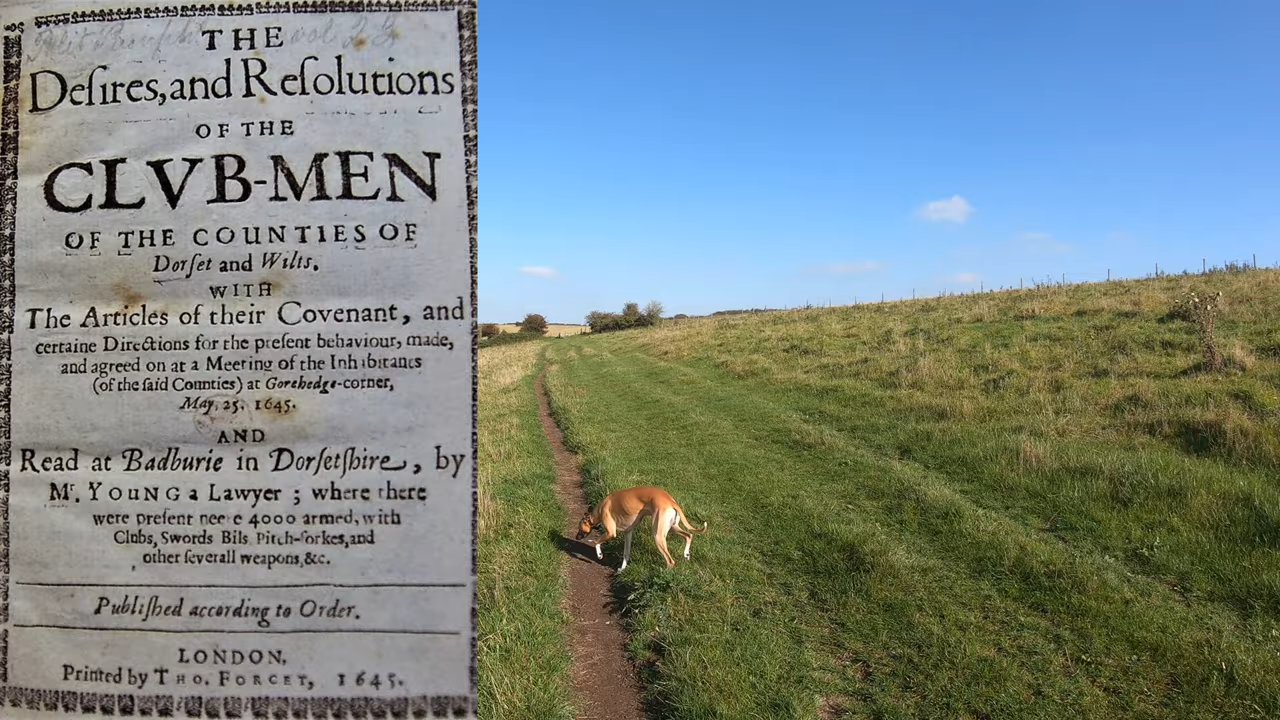 THE
Deſires, and Reſolutions
OF THE
CLVB-MEN
OF THE COUNTIES OF
Dorſet and Wilts.
WITH
The Articles of their Covenant, and
certaine Directions for the preſent behaviour, made,
and agreed on at a Meeting of the Inhabitants
(of the ſaid Counties) at Gorehedge-corner,
May, 25. 1645.
AND
Read at Badburie in Dorſetſhire, by
Mr. YOUNG a Lawyer; where there
were preſent nee e 4000 armed, with
Clubs, Swords Bils Pitch-forkes, and
other ſeverall weapons, &c.
Publiſhed according to Order.
LONDON,
Printed by THO. FORCET, 1645.